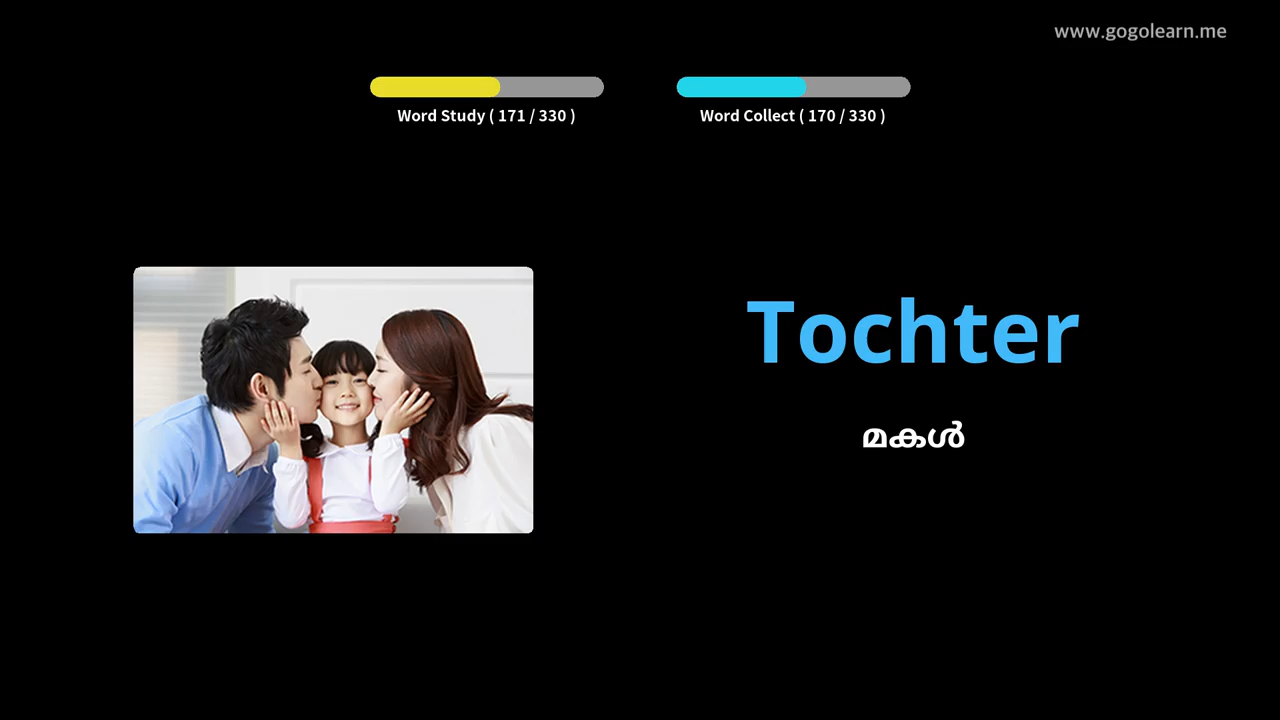 www.gogolearn.me
Word Study ( 171 / 330 )
Word Collect ( 170 / 330 )
Tochter
മകൾ